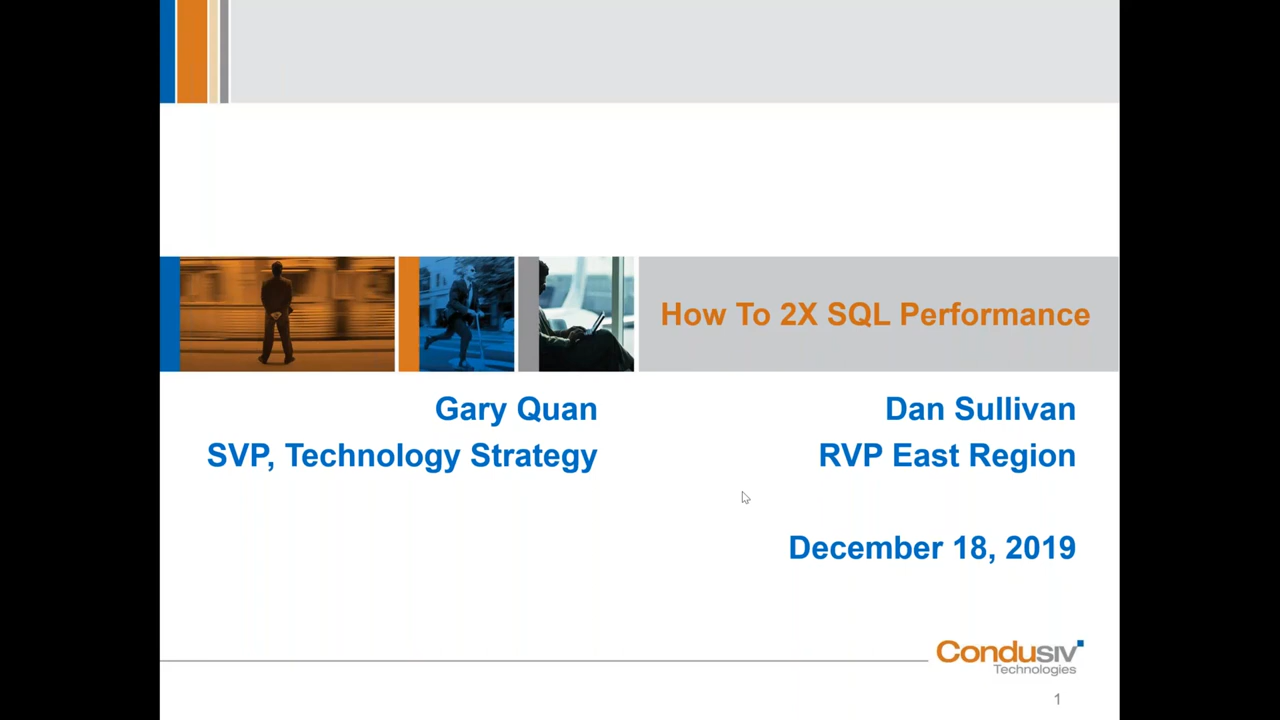 How To 2X SQL Performance
Gary Quan
SVP, Technology Strategy
Dan Sullivan
RVP East Region
December 18, 2019
Condusiv
Technologies
1